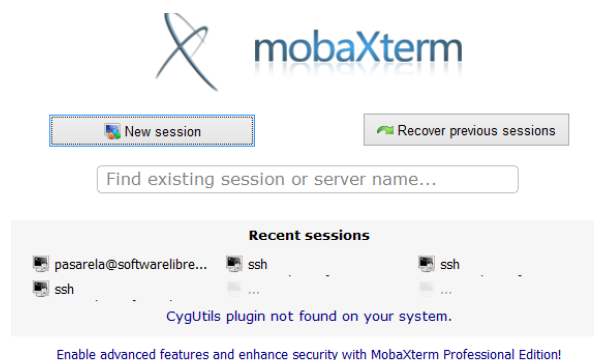 mobaXterm
New session
Recover previous sessions
Find existing session or server name...
Recent sessions
pasarela@softwarelibre... ssh ssh
ssh ... ...
CygUtils plugin not found on your system.
Enable advanced features and enhance security with MobaXterm Professional Edition!